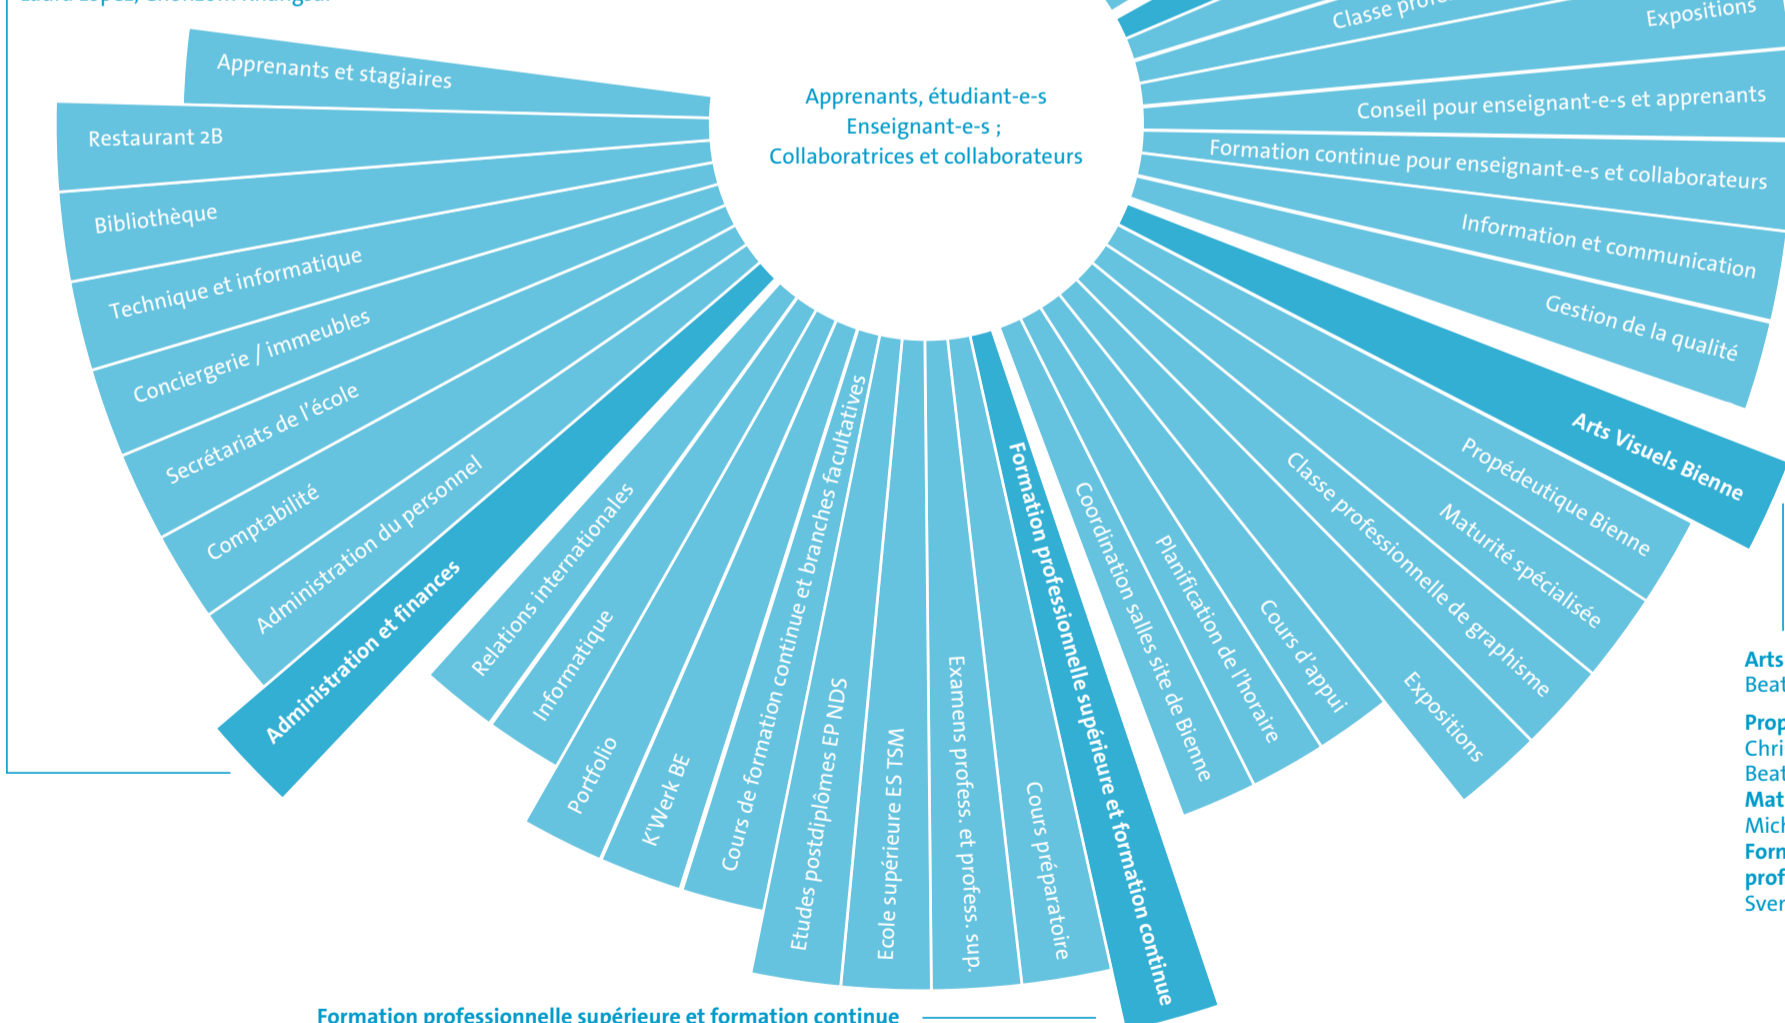 Apprenants, étudiant-e-s
Enseignant-e-s ;
Collaboratrices et collaborateurs
Apprenants et stagiaires
Restaurant 2B
Bibliothèque
Technique et informatique
Conciergerie / immeubles
Secrétariats de l'école
Comptabilité
Administration du personnel
Administration et finances
Relations internationales
Informatique
Portfolio
K'Werk BE
Cours de formation continue et branches facultatives
Etudes postdiplômes EP NDS
Ecole supérieure ES TSM
Examens profess. et profess. sup.
Cours préparatoire
Formation professionnelle supérieure et formation continue
Coordination salles site de Bienne
Planification de l'horaire
Cours d'appui
Expositions
Classe professionnelle de graphisme
Maturité spécialisée
Propédeutique Bienne
Arts Visuels Bienne
Gestion de la qualité
Information et communication
Formation continue pour enseignant-e-s et collaborateurs
Conseil pour enseignant-e-s et apprenants
Expositions
Classe
Arts
Formation professionnelle supérieure et formation continue